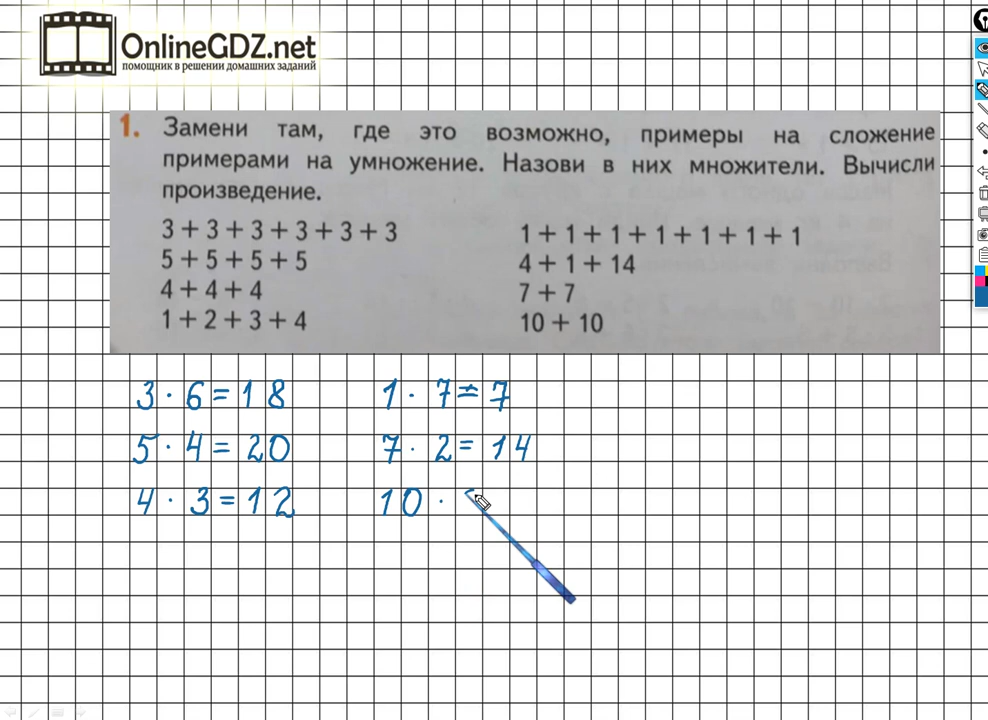 OnlineGDZ.net
помощник в решении домашних заданий
1. Замени там, где это возможно, примеры на сложение
примерами на умножение. Назови в них множители. Вычисли
произведение.
3 + 3 + 3 + 3 + 3 + 3
5 + 5 + 5 + 5
4 + 4 + 4
1 + 2 + 3 + 4
1 + 1 + 1 + 1 + 1 + 1 + 1
4 + 1 + 14
7 + 7
10 + 10
3 · 6 = 18
5 · 4 = 20
4 · 3 = 12
1 · 7 = 7
7 · 2 = 14
10 ·